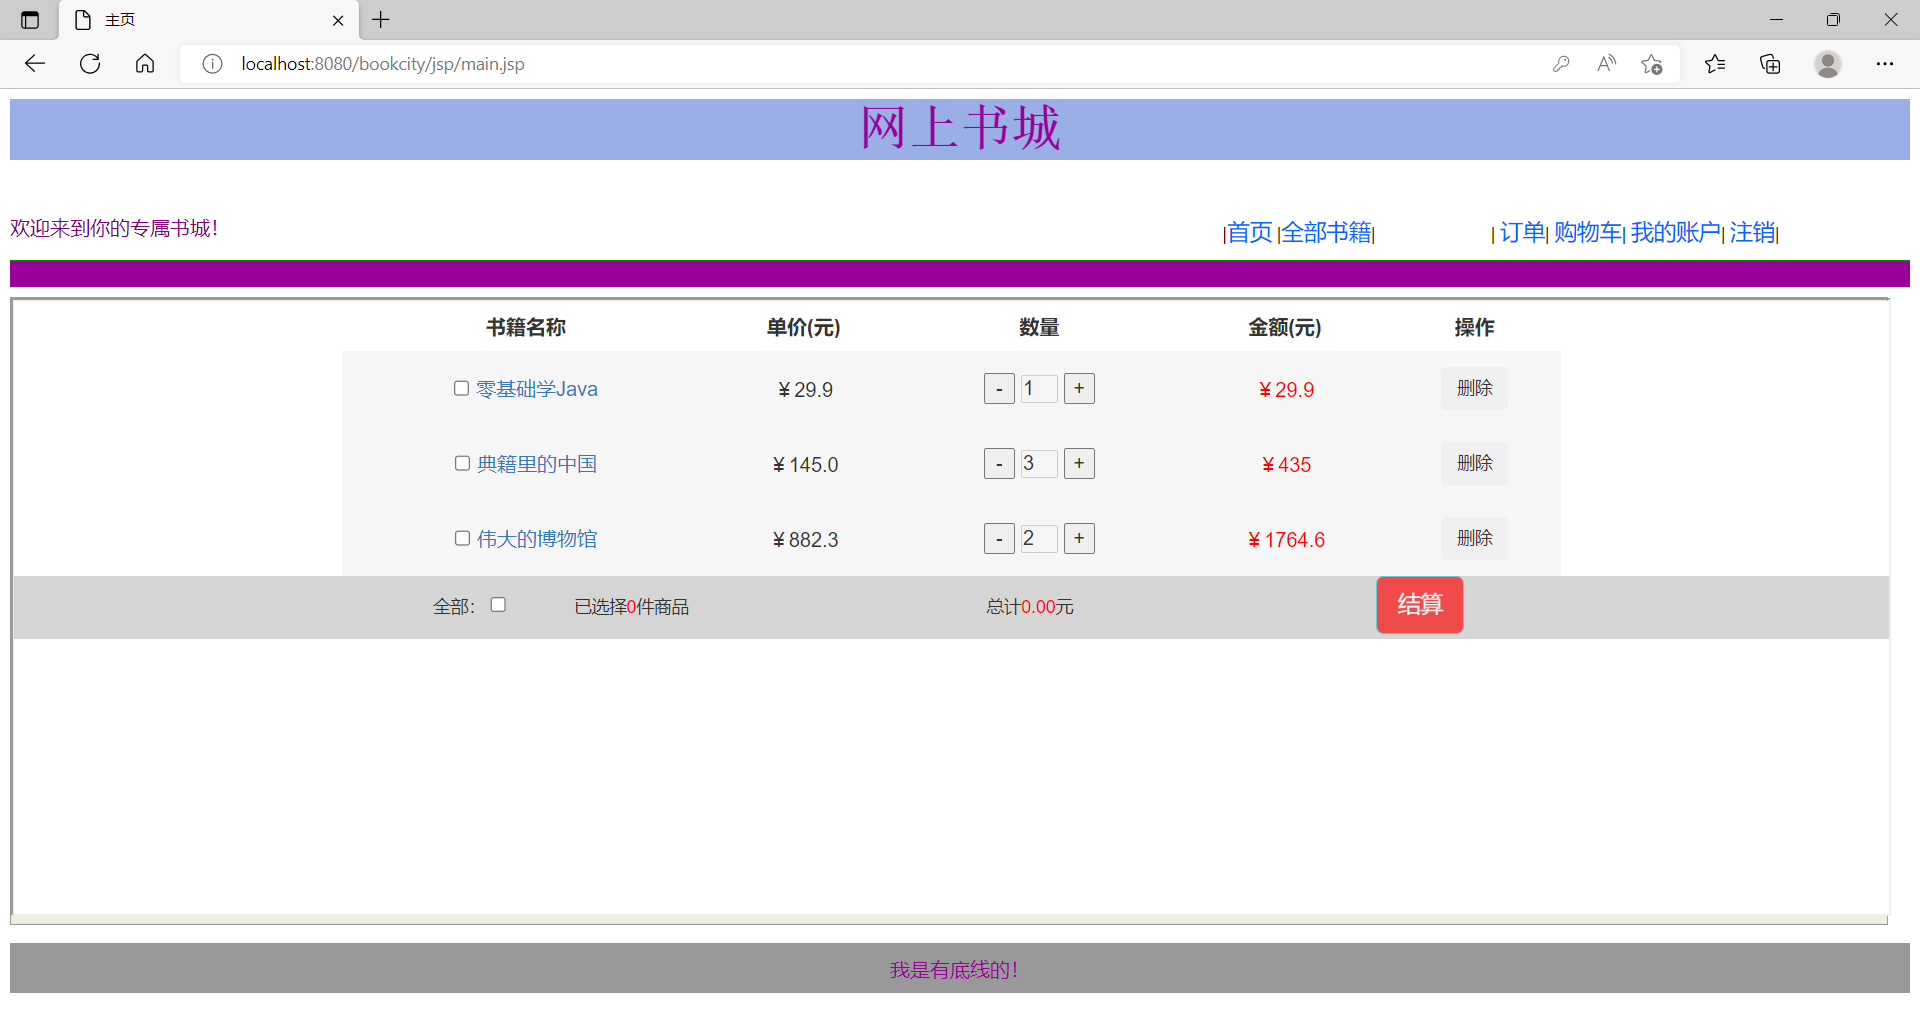 主页
localhost:8080/bookcity/jsp/main.jsp
网上书城
欢迎来到你的专属书城！ |首页 |全部书籍| | 订单| 购物车| 我的账户| 注销|
书籍名称 单价(元) 数量 金额(元) 操作
零基础学Java ¥29.9 - 1 + ¥29.9 删除
典籍里的中国 ¥145.0 - 3 + ¥435 删除
伟大的博物馆 ¥882.3 - 2 + ¥1764.6 删除
全部： 已选择0件商品 总计0.00元 结算
我是有底线的！